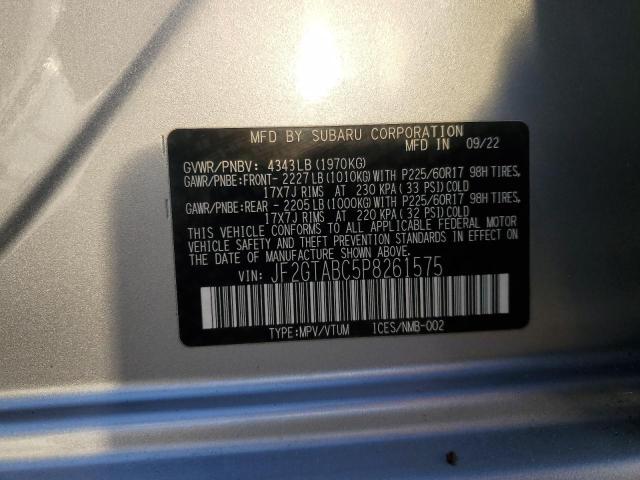 MFD BY SUBARU CORPORATION
MFD IN 09/22
GVWR/PNBV: 4343LB(1970KG)
GAWR/PNBE:FRONT- 2227LB(1010KG)WITH P225/60R17 98H TIRES,
17X7J RIMS AT 230 KPA(33 PSI)COLD
GAWR/PNBE:REAR - 2205LB(1000KG)WITH P225/60R17 98H TIRES,
17X7J RIMS AT 220 KPA(32 PSI)COLD
THIS VEHICLE CONFORMS TO ALL APPLICABLE FEDERAL MOTOR
VEHICLE SAFETY AND THEFT PREVENTION STANDARDS IN EFFECT ON
THE DATE OF MANUFACTURE SHOWN ABOVE.
VIN: JF2GTABC5P8261575
TYPE:MPV/VTUM ICES/NMB-002